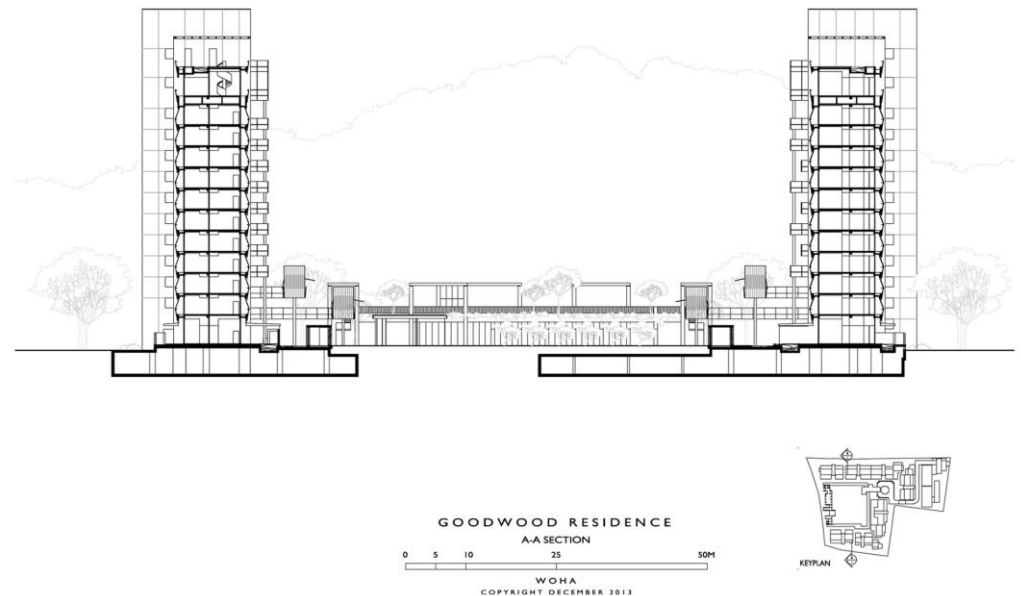 GOODWOOD RESIDENCE
A-A SECTION
0 5 10 25 50M
WOHA
COPYRIGHT DECEMBER 2013
KEYPLAN